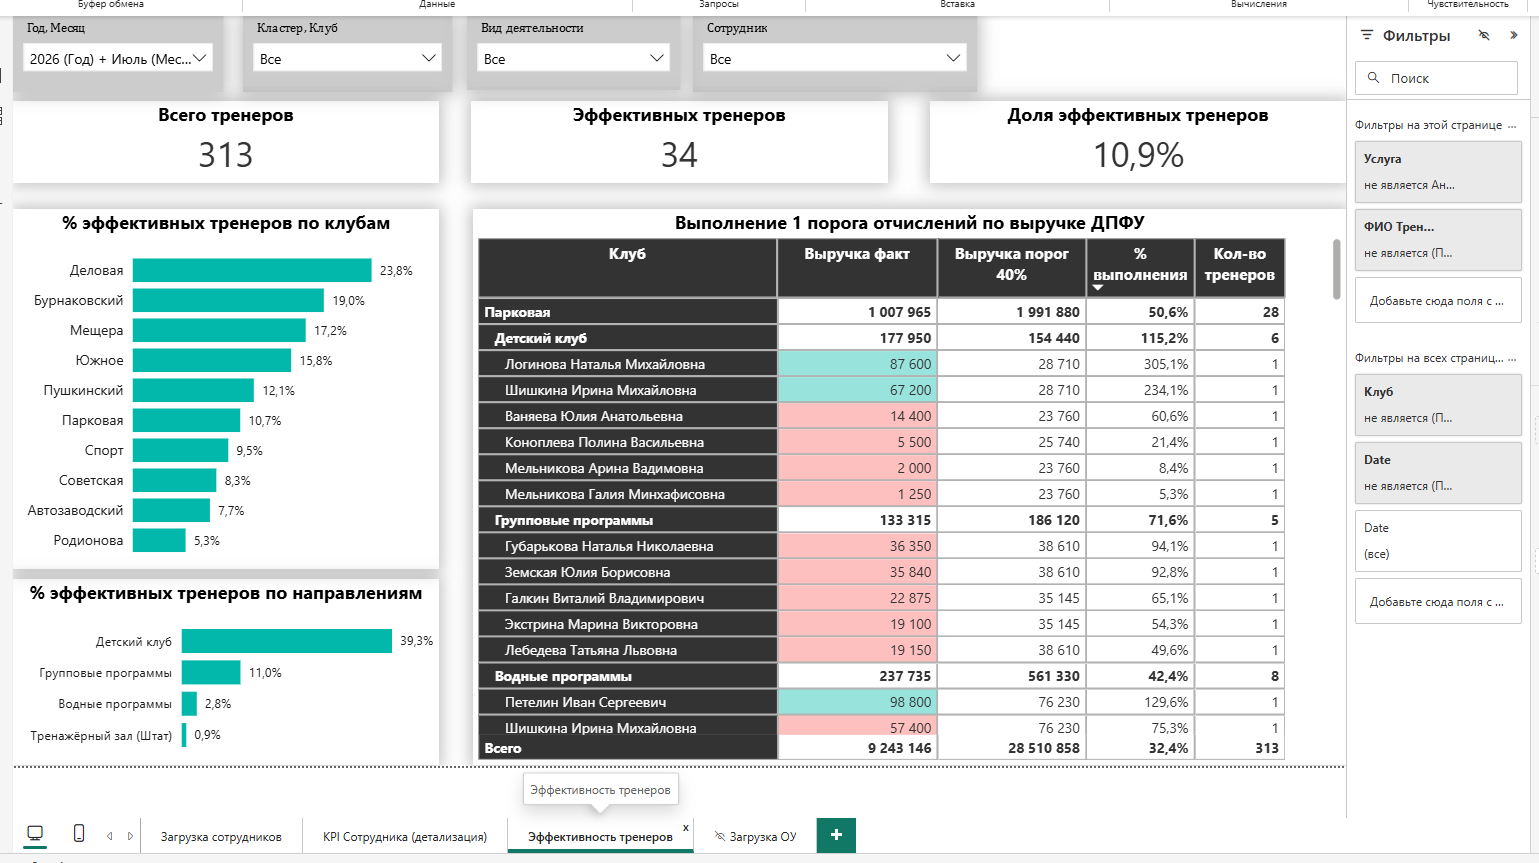 Буфер обмена
Данные
Запросы
Вставка
Вычисления
Чувствительность
Год, Месяц
2026 (Год) + Июль (Мес...
Кластер, Клуб
Все
Вид деятельности
Все
Сотрудник
Все
Всего тренеров
313
Эффективных тренеров
34
Доля эффективных тренеров
10,9%
% эффективных тренеров по клубам
Деловая 23,8%
Бурнаковский 19,0%
Мещера 17,2%
Южное 15,8%
Пушкинский 12,1%
Парковая 10,7%
Спорт 9,5%
Советская 8,3%
Автозаводский 7,7%
Родионова 5,3%
% эффективных тренеров по направлениям
Детский клуб 39,3%
Групповые программы 11,0%
Водные программы 2,8%
Тренажёрный зал (Штат) 0,9%
Выполнение 1 порога отчислений по выручке ДПФУ
Клуб Выручка факт Выручка порог 40% % выполнения Кол-во тренеров
Парковая 1 007 965 1 991 880 50,6% 28
Детский клуб 177 950 154 440 115,2% 6
Логинова Наталья Михайловна 87 600 28 710 305,1% 1
Шишкина Ирина Михайловна 67 200 28 710 234,1% 1
Ваняева Юлия Анатольевна 14 400 23 760 60,6% 1
Коноплева Полина Васильевна 5 500 25 740 21,4% 1
Мельникова Арина Вадимовна 2 000 23 760 8,4% 1
Мельникова Галия Минхафисовна 1 250 23 760 5,3% 1
Групповые программы 133 315 186 120 71,6% 5
Губарькова Наталья Николаевна 36 350 38 610 94,1% 1
Земская Юлия Борисовна 35 840 38 610 92,8% 1
Галкин Виталий Владимирович 22 875 35 145 65,1% 1
Экстрина Марина Викторовна 19 100 35 145 54,3% 1
Лебедева Татьяна Львовна 19 150 38 610 49,6% 1
Водные программы 237 735 561 330 42,4% 8
Петелин Иван Сергеевич 98 800 76 230 129,6% 1
Шишкина Ирина Михайловна 57 400 76 230 75,3% 1
Всего 9 243 146 28 510 858 32,4% 313
Эффективность тренеров
Загрузка сотрудников
KPI Сотрудника (детализация)
Эффективность тренеров x
Загрузка ОУ
+
Фильтры
Поиск
Фильтры на этой странице ...
Услуга
не является Ан...
ФИО Трен...
не является (П...
Добавьте сюда поля с ...
Фильтры на всех страниц... ...
Клуб
не является (П...
Date
не является (П...
Date
(все)
Добавьте сюда поля с ...